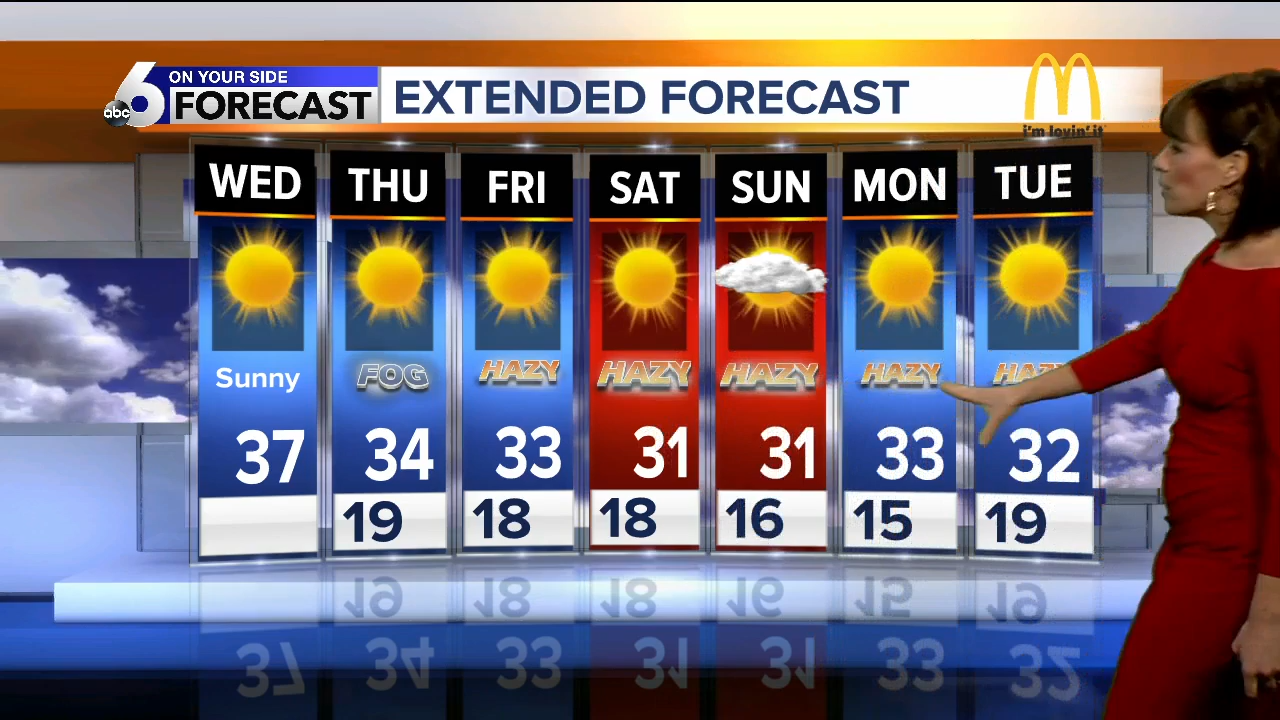 abc 6 ON YOUR SIDE
FORECAST
EXTENDED FORECAST
i'm lovin' it
WED THU FRI SAT SUN MON TUE
Sunny FOG HAZY HAZY HAZY HAZY HAZY
37 34 33 31 31 33 32
19 18 18 16 15 19